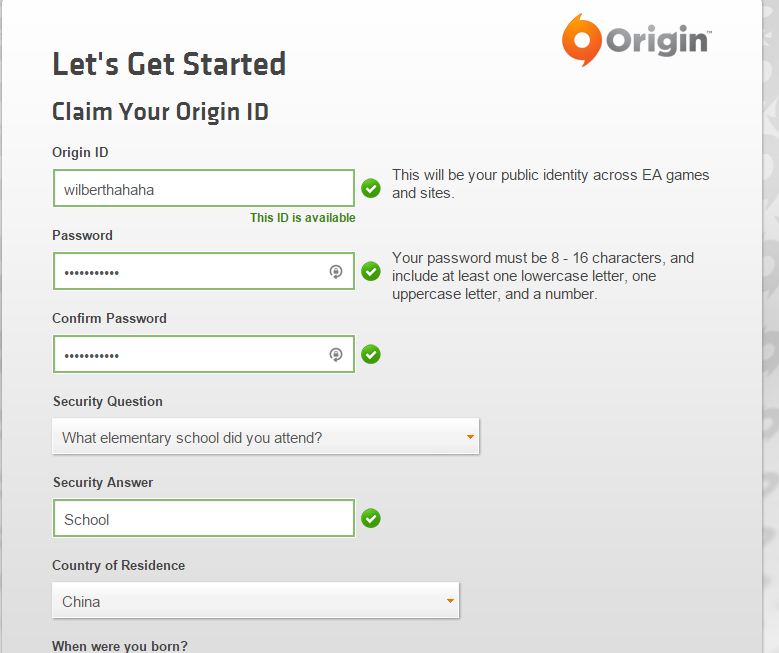 Origin™
Let's Get Started
Claim Your Origin ID
Origin ID
wilberthahaha
This will be your public identity across EA games
and sites.
This ID is available
Password
•••••••••••
Your password must be 8 - 16 characters, and
include at least one lowercase letter, one
uppercase letter, and a number.
Confirm Password
•••••••••••
Security Question
What elementary school did you attend?
Security Answer
School
Country of Residence
China
When were you born?